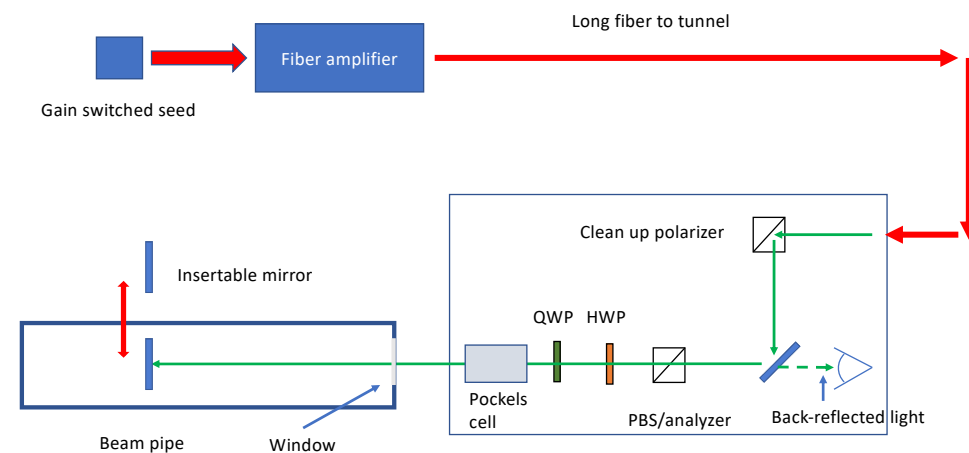 Long fiber to tunnel
Fiber amplifier
Gain switched seed
Clean up polarizer
Insertable mirror
QWP
HWP
Pockels
cell
PBS/analyzer
Back-reflected light
Beam pipe
Window